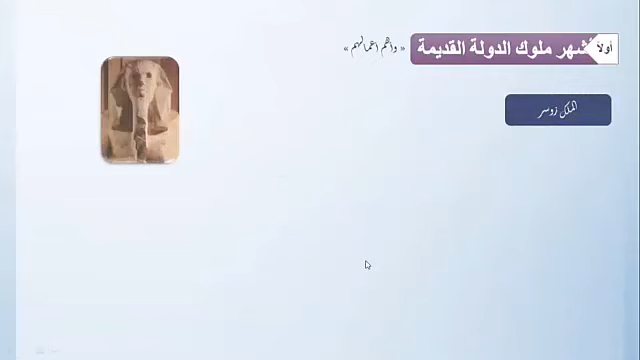 أولاً أشهر ملوك الدولة القديمة « وأهم أعمالهم »
الملك زوسر